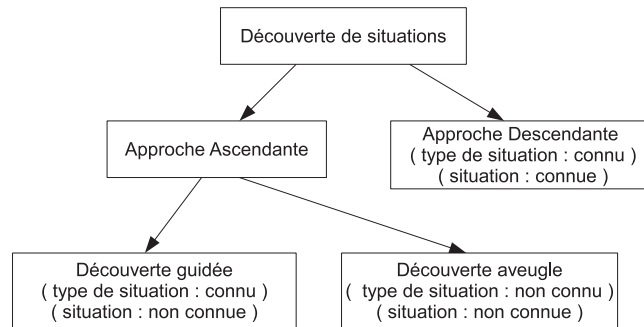 Découverte de situations
Approche Ascendante
Approche Descendante
( type de situation : connu )
( situation : connue )
Découverte guidée
( type de situation : connu )
( situation : non connue )
Découverte aveugle
( type de situation : non connu )
( situation : non connue )